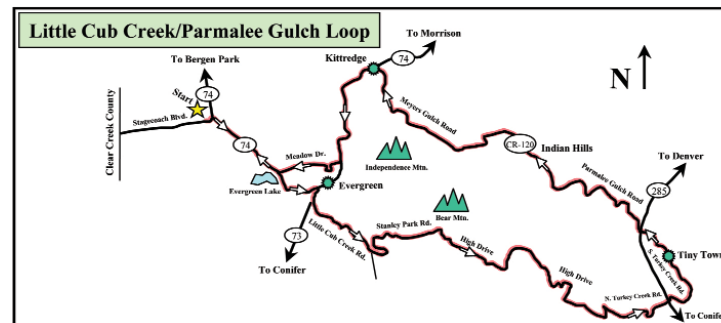 Little Cub Creek/Parmalee Gulch Loop
To Bergen Park
Kittredge
74
To Morrison
N
Start
74
Clear Creek County
Stagecoach Blvd.
74
Meyers Gulch Road
CR-120
Indian Hills
Meadow Dr.
Independence Mtn.
To Denver
Evergreen Lake
Evergreen
Parmalee Gulch Road
285
73
Little Cub Creek Rd.
Stanley Park Rd.
Bear Mtn.
To Conifer
High Drive
High Drive
S. Turkey Creek Rd.
Tiny Town
N. Turkey Creek Rd.
To Conifer